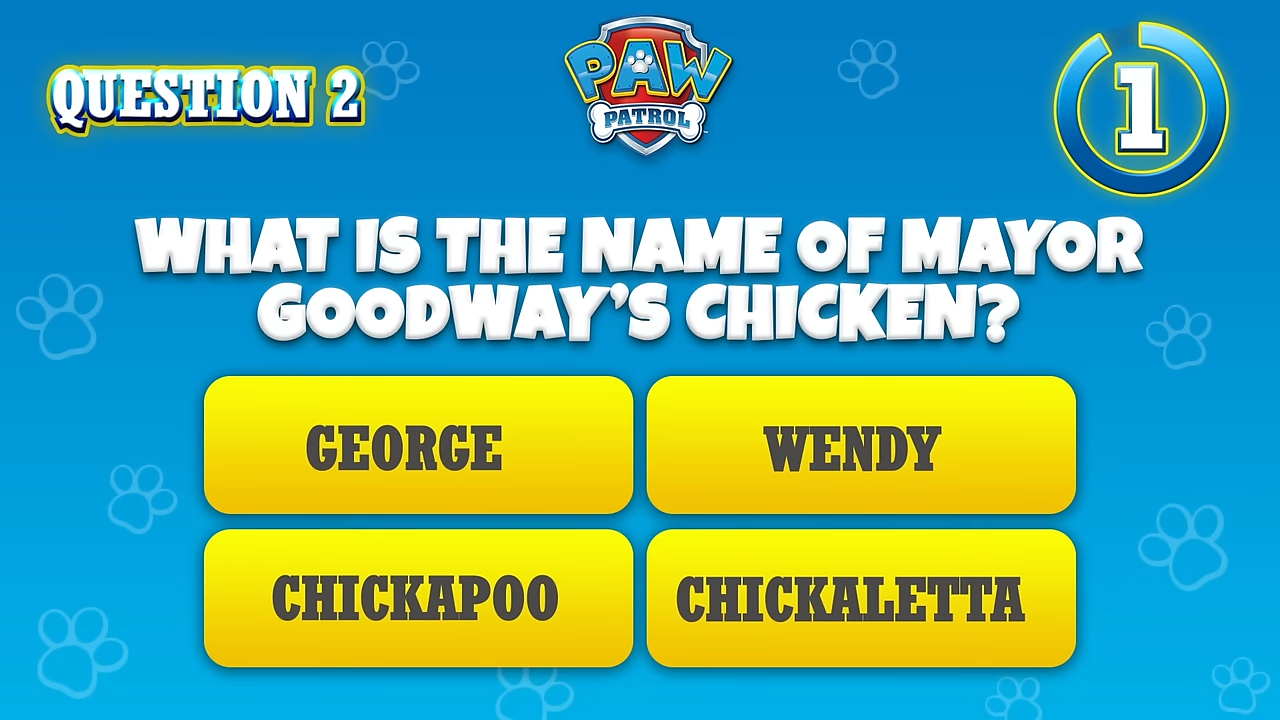 QUESTION 2
PAW
PATROL
1
WHAT IS THE NAME OF MAYOR
GOODWAY'S CHICKEN?
GEORGE
WENDY
CHICKAPOO
CHICKALETTA